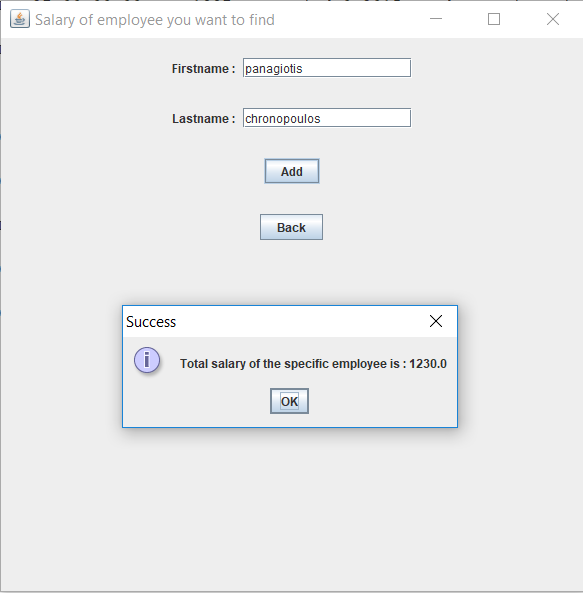 Salary of employee you want to find
Firstname : panagiotis
Lastname : chronopoulos
Add
Back
Success
i
Total salary of the specific employee is : 1230.0
OK